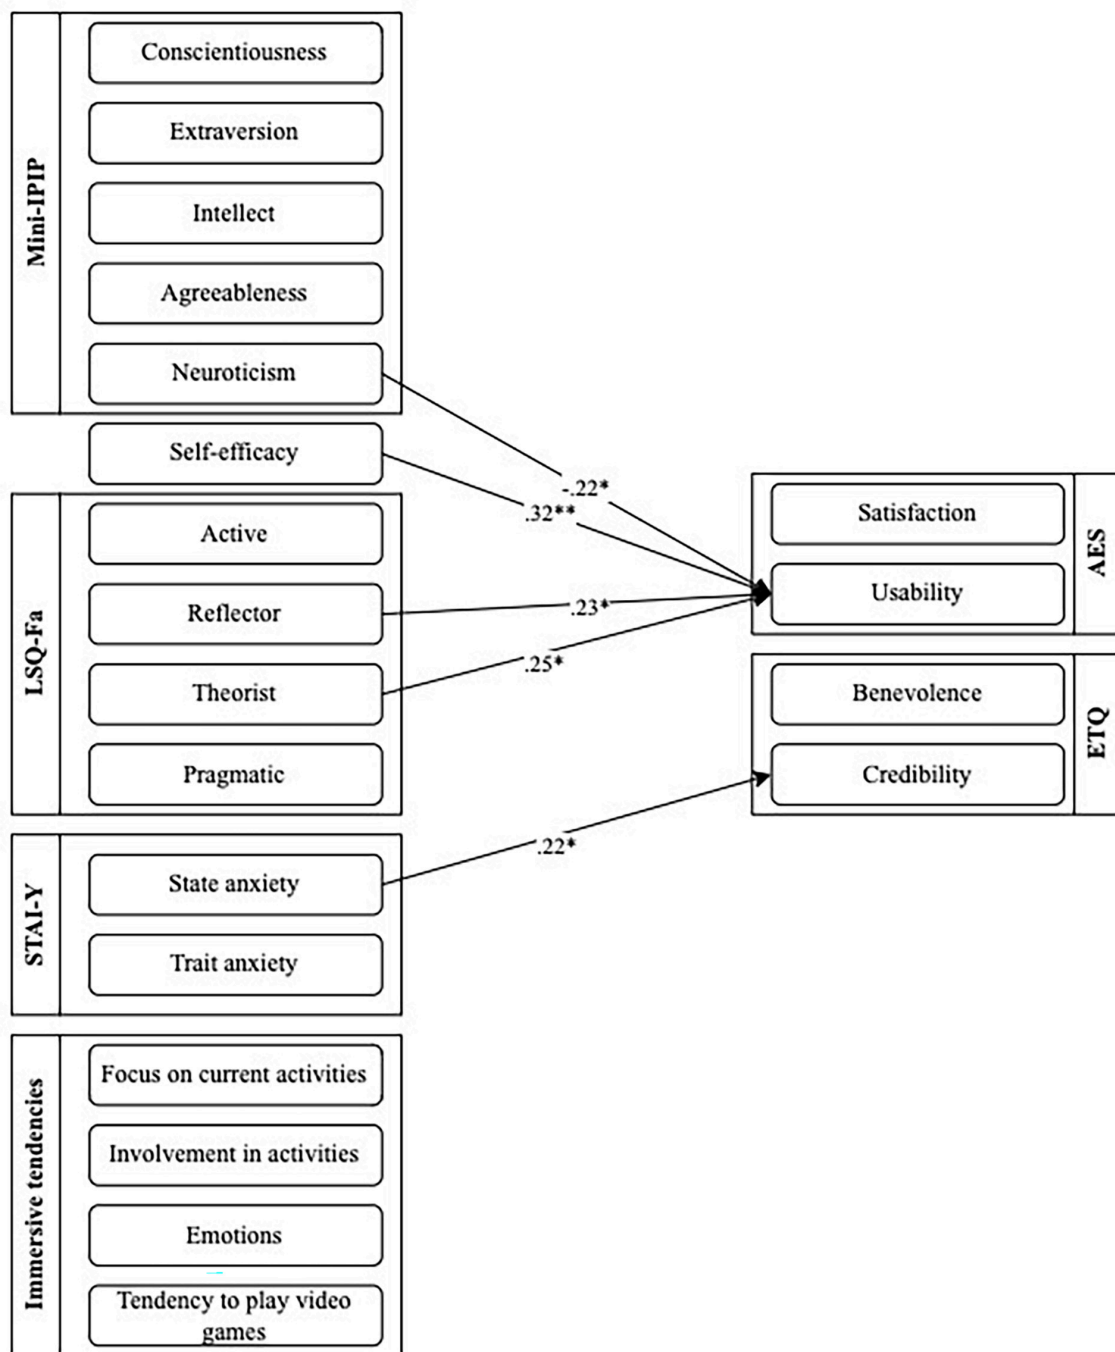 Mini-IPIP
Conscientiousness
Extraversion
Intellect
Agreeableness
Neuroticism
Self-efficacy
LSQ-Fa
Active
Reflector
Theorist
Pragmatic
STAI-Y
State anxiety
Trait anxiety
Immersive tendencies
Focus on current activities
Involvement in activities
Emotions
Tendency to play video
games
-.22*
.32**
.23*
.25*
.22*
Satisfaction
Usability
AES
Benevolence
Credibility
ETQ